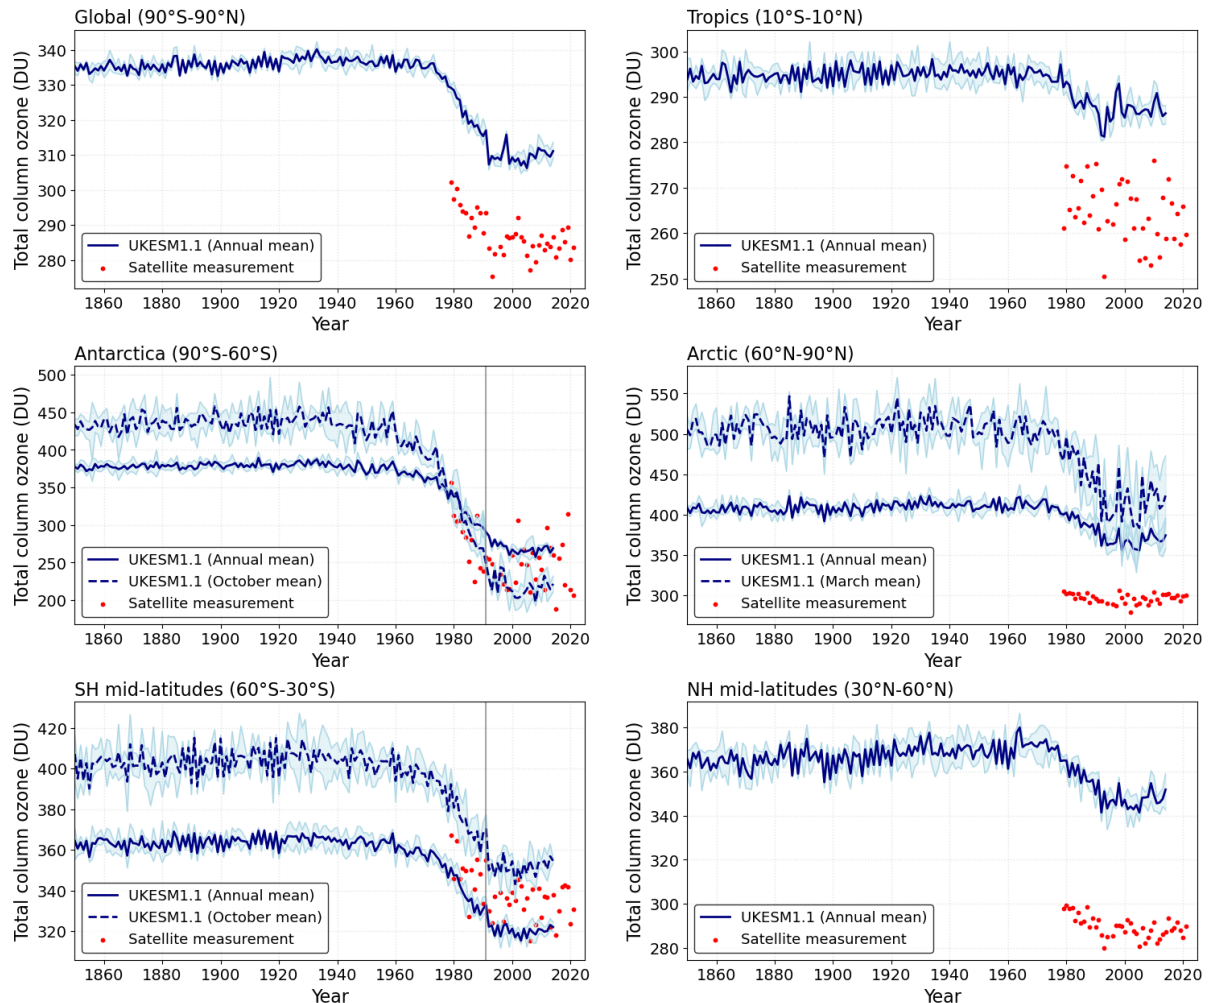 Global (90°S-90°N)
Total column ozone (DU)
340
330
320
310
300
290
280
UKESM1.1 (Annual mean)
Satellite measurement
1860 1880 1900 1920 1940 1960 1980 2000 2020
Year
Tropics (10°S-10°N)
Total column ozone (DU)
300
290
280
270
260
250
UKESM1.1 (Annual mean)
Satellite measurement
1860 1880 1900 1920 1940 1960 1980 2000 2020
Year
Antarctica (90°S-60°S)
Total column ozone (DU)
500
450
400
350
300
250
200
UKESM1.1 (Annual mean)
UKESM1.1 (October mean)
Satellite measurement
1860 1880 1900 1920 1940 1960 1980 2000 2020
Year
Arctic (60°N-90°N)
Total column ozone (DU)
550
500
450
400
350
300
UKESM1.1 (Annual mean)
UKESM1.1 (March mean)
Satellite measurement
1860 1880 1900 1920 1940 1960 1980 2000 2020
Year
SH mid-latitudes (60°S-30°S)
Total column ozone (DU)
420
400
380
360
340
320
UKESM1.1 (Annual mean)
UKESM1.1 (October mean)
Satellite measurement
1860 1880 1900 1920 1940 1960 1980 2000 2020
Year
NH mid-latitudes (30°N-60°N)
Total column ozone (DU)
380
360
340
320
300
280
UKESM1.1 (Annual mean)
Satellite measurement
1860 1880 1900 1920 1940 1960 1980 2000 2020
Year